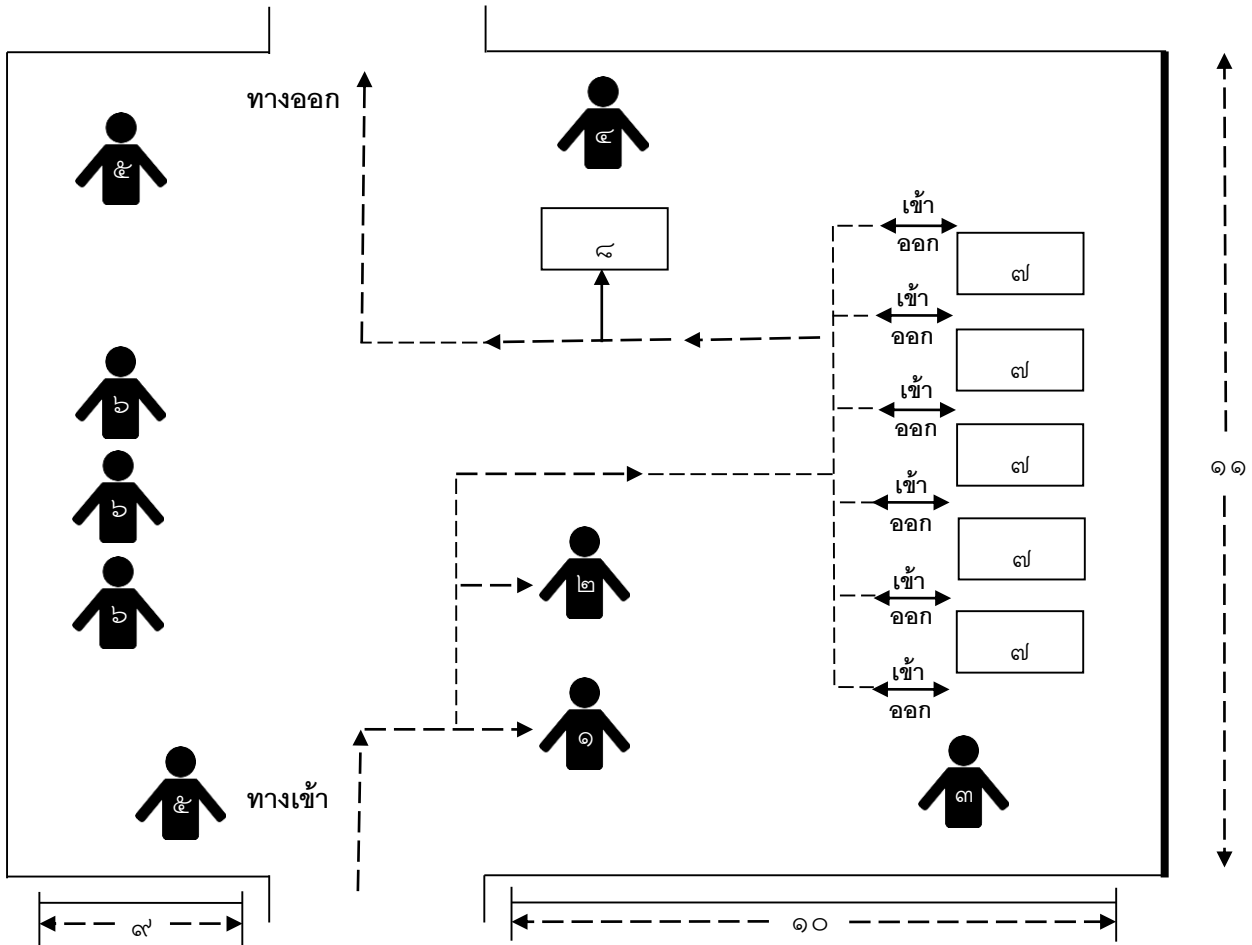 ทางออก
๔
๕
เข้า
ออก
๘
๗
เข้า
ออก
๗
เข้า
ออก
๖
๗
๑๑
เข้า
ออก
๖
๗
๒
เข้า
ออก
๖
๗
เข้า
ออก
๑
ทางเข้า
๕
๓
๙
๑๐